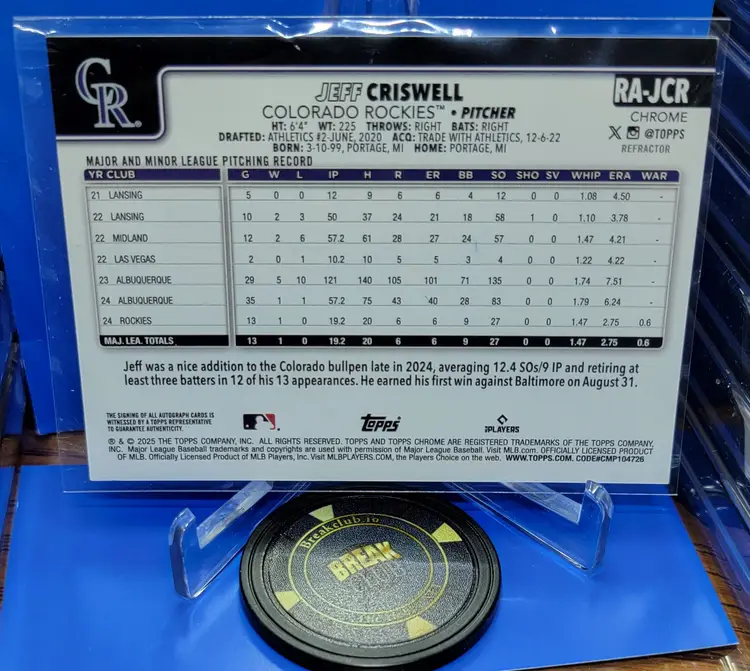 CR
JEFF CRISWELL
RA-JCR
COLORADO ROCKIES™ • PITCHER
CHROME
HT: 6'4" WT: 225 THROWS: RIGHT BATS: RIGHT
X @TOPPS
DRAFTED: ATHLETICS #2-JUNE, 2020 ACQ: TRADE WITH ATHLETICS, 12-6-22
REFRACTOR
BORN: 3-10-99, PORTAGE, MI HOME: PORTAGE, MI
MAJOR AND MINOR LEAGUE PITCHING RECORD
YR CLUB G W L IP H R ER BB SO SHO SV WHIP ERA WAR
21 LANSING 5 0 0 12 9 6 6 4 12 0 0 1.08 4.50 -
22 LANSING 10 2 3 50 37 24 21 18 58 1 0 1.10 3.78 -
22 MIDLAND 12 2 6 57.2 61 28 27 24 57 0 0 1.47 4.21 -
22 LAS VEGAS 2 0 1 10.2 10 5 5 3 4 0 0 1.22 4.22 -
23 ALBUQUERQUE 29 5 10 121 140 105 101 71 135 0 0 1.74 7.51 -
24 ALBUQUERQUE 35 1 1 57.2 75 43 40 28 83 0 0 1.79 6.24 -
24 ROCKIES 13 1 0 19.2 20 6 6 9 27 0 0 1.47 2.75 0.6
MAJ. LEA. TOTALS 13 1 0 19.2 20 6 6 9 27 0 0 1.47 2.75 0.6
Jeff was a nice addition to the Colorado bullpen late in 2024, averaging 12.4 SOs/9 IP and retiring at
least three batters in 12 of his 13 appearances. He earned his first win against Baltimore on August 31.
THE SIGNING OF ALL AUTOGRAPH CARDS IS
WITNESSED BY A TOPPS REPRESENTATIVE
TO GUARANTEE AUTHENTICITY.
Topps
PLAYERS
® & © 2025 THE TOPPS COMPANY, INC. ALL RIGHTS RESERVED. TOPPS AND TOPPS CHROME ARE REGISTERED TRADEMARKS OF THE TOPPS COMPANY,
INC. Major League Baseball trademarks and copyrights are used with permission of Major League Baseball. Visit MLB.com. OFFICIALLY LICENSED PRODUCT
OF MLB. Officially Licensed Product of MLB Players, Inc. Visit MLBPLAYERS.COM, the Players Choice on the web. WWW.TOPPS.COM. CODE#CMP104726
Breakclub.io
BREAK
CLUB